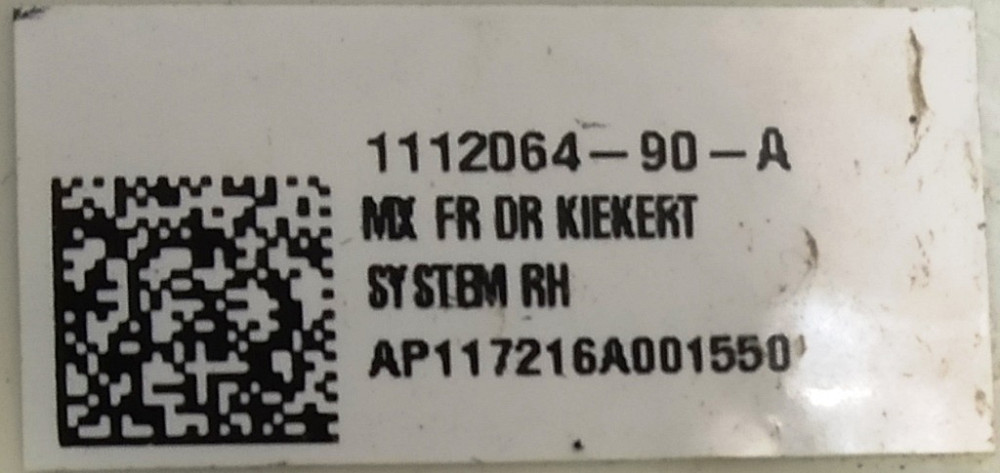 1112064-90-A
MX FR DR KIEKERT
SYSTEM RH
AP117216A001550